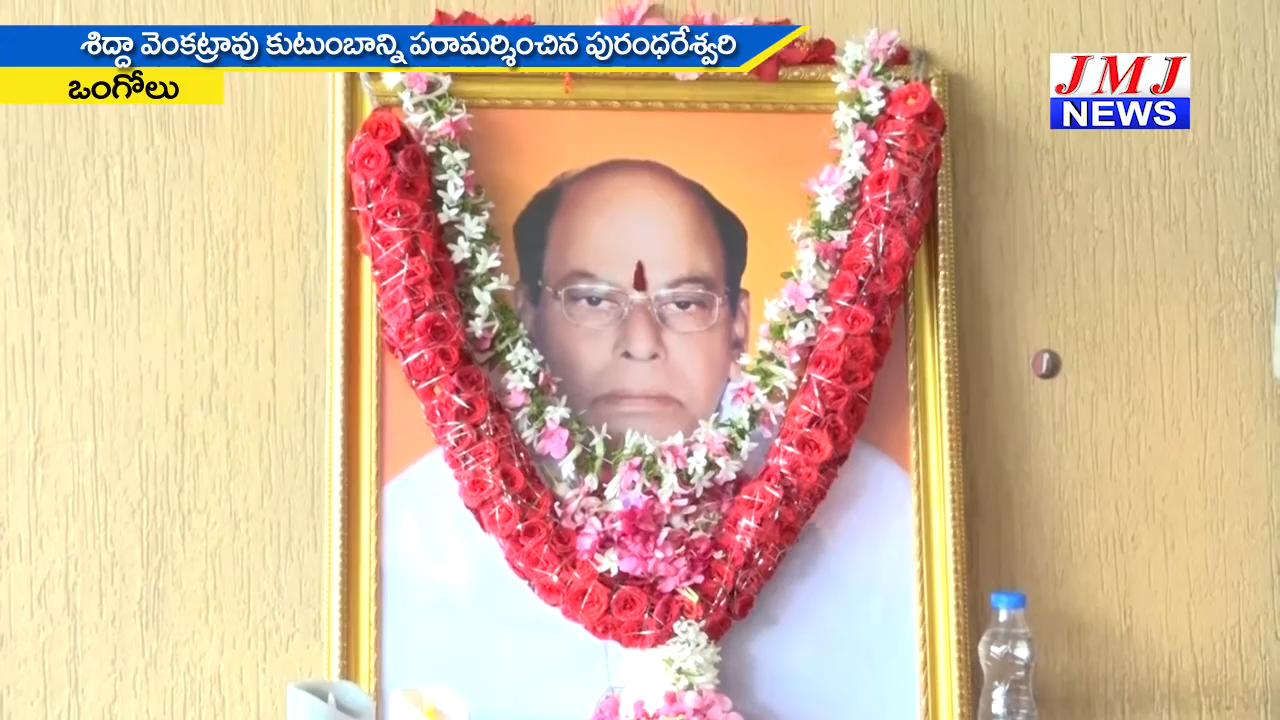 శిద్దా వెంకట్రావు కుటుంబాన్ని పరామర్శించిన పురంధరేశ్వరి
ఒంగోలు
JMJ
NEWS